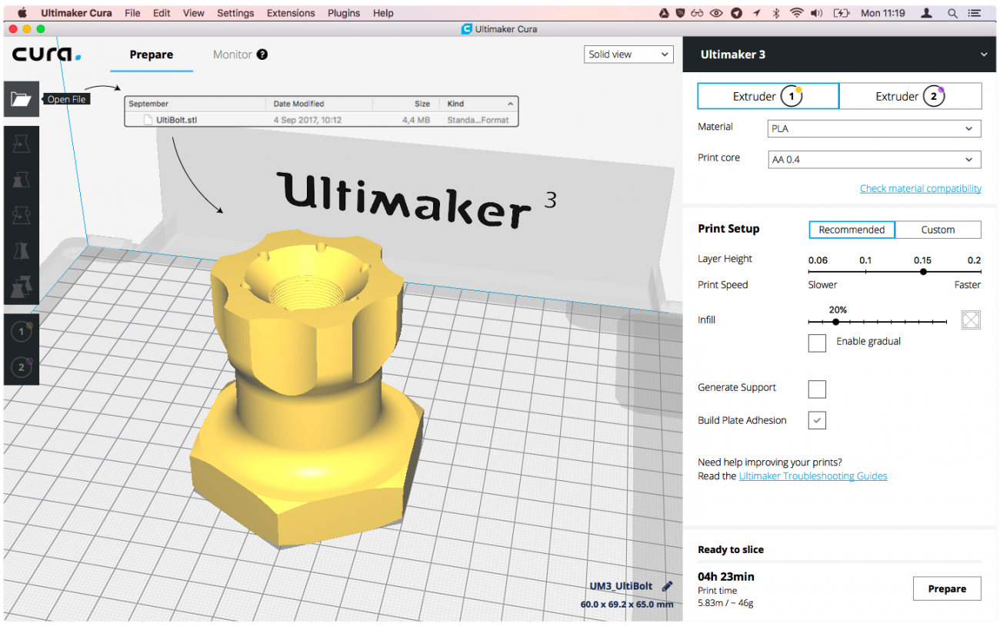 Ultimaker Cura File Edit View Settings Extensions Plugins Help Mon 11:19
Ultimaker Cura
cura.
Prepare Monitor ?
Solid view
Ultimaker 3
Open File
September Date Modified Size Kind
UltiBolt.stl 4 Sep 2017, 10:12 4,4 MB Standa...Format
Ultimaker 3
1
2
UM3_UltiBolt
60.0 x 69.2 x 65.0 mm
Extruder 1 Extruder 2
Material PLA
Print core AA 0.4
Check material compatibility
Print Setup Recommended Custom
Layer Height 0.06 0.1 0.15 0.2
Print Speed Slower Faster
20%
Infill
Enable gradual
Generate Support
Build Plate Adhesion
Need help improving your prints?
Read the Ultimaker Troubleshooting Guides
Ready to slice
04h 23min
Print time
5.83m / ~ 46g
Prepare